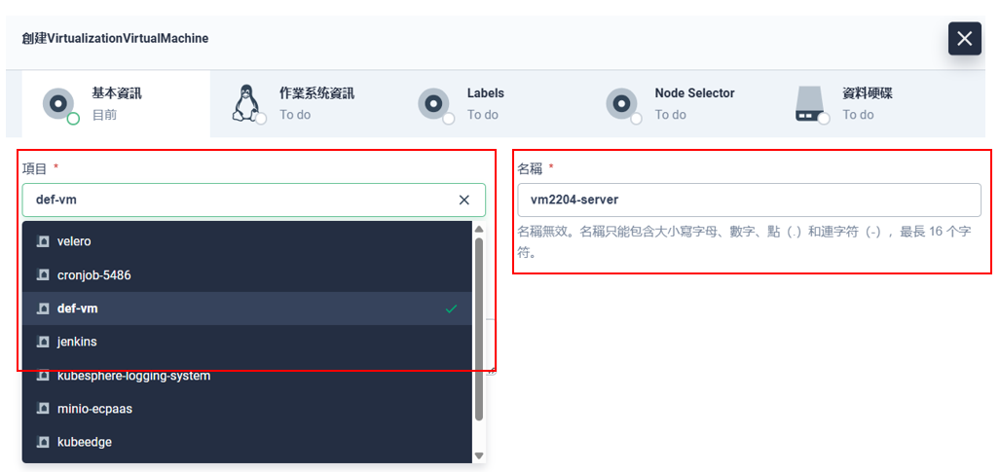 創建VirtualizationVirtualMachine
基本資訊
目前
作業系統資訊
To do
Labels
To do
Node Selector
To do
資料硬碟
To do
項目 *
def-vm
velero
cronjob-5486
def-vm
jenkins
kubesphere-logging-system
minio-ecpaas
kubeedge
名稱 *
vm2204-server
名稱無效。名稱只能包含大小寫字母、數字、點（.）和連字符（-），最長 16 个字
符。